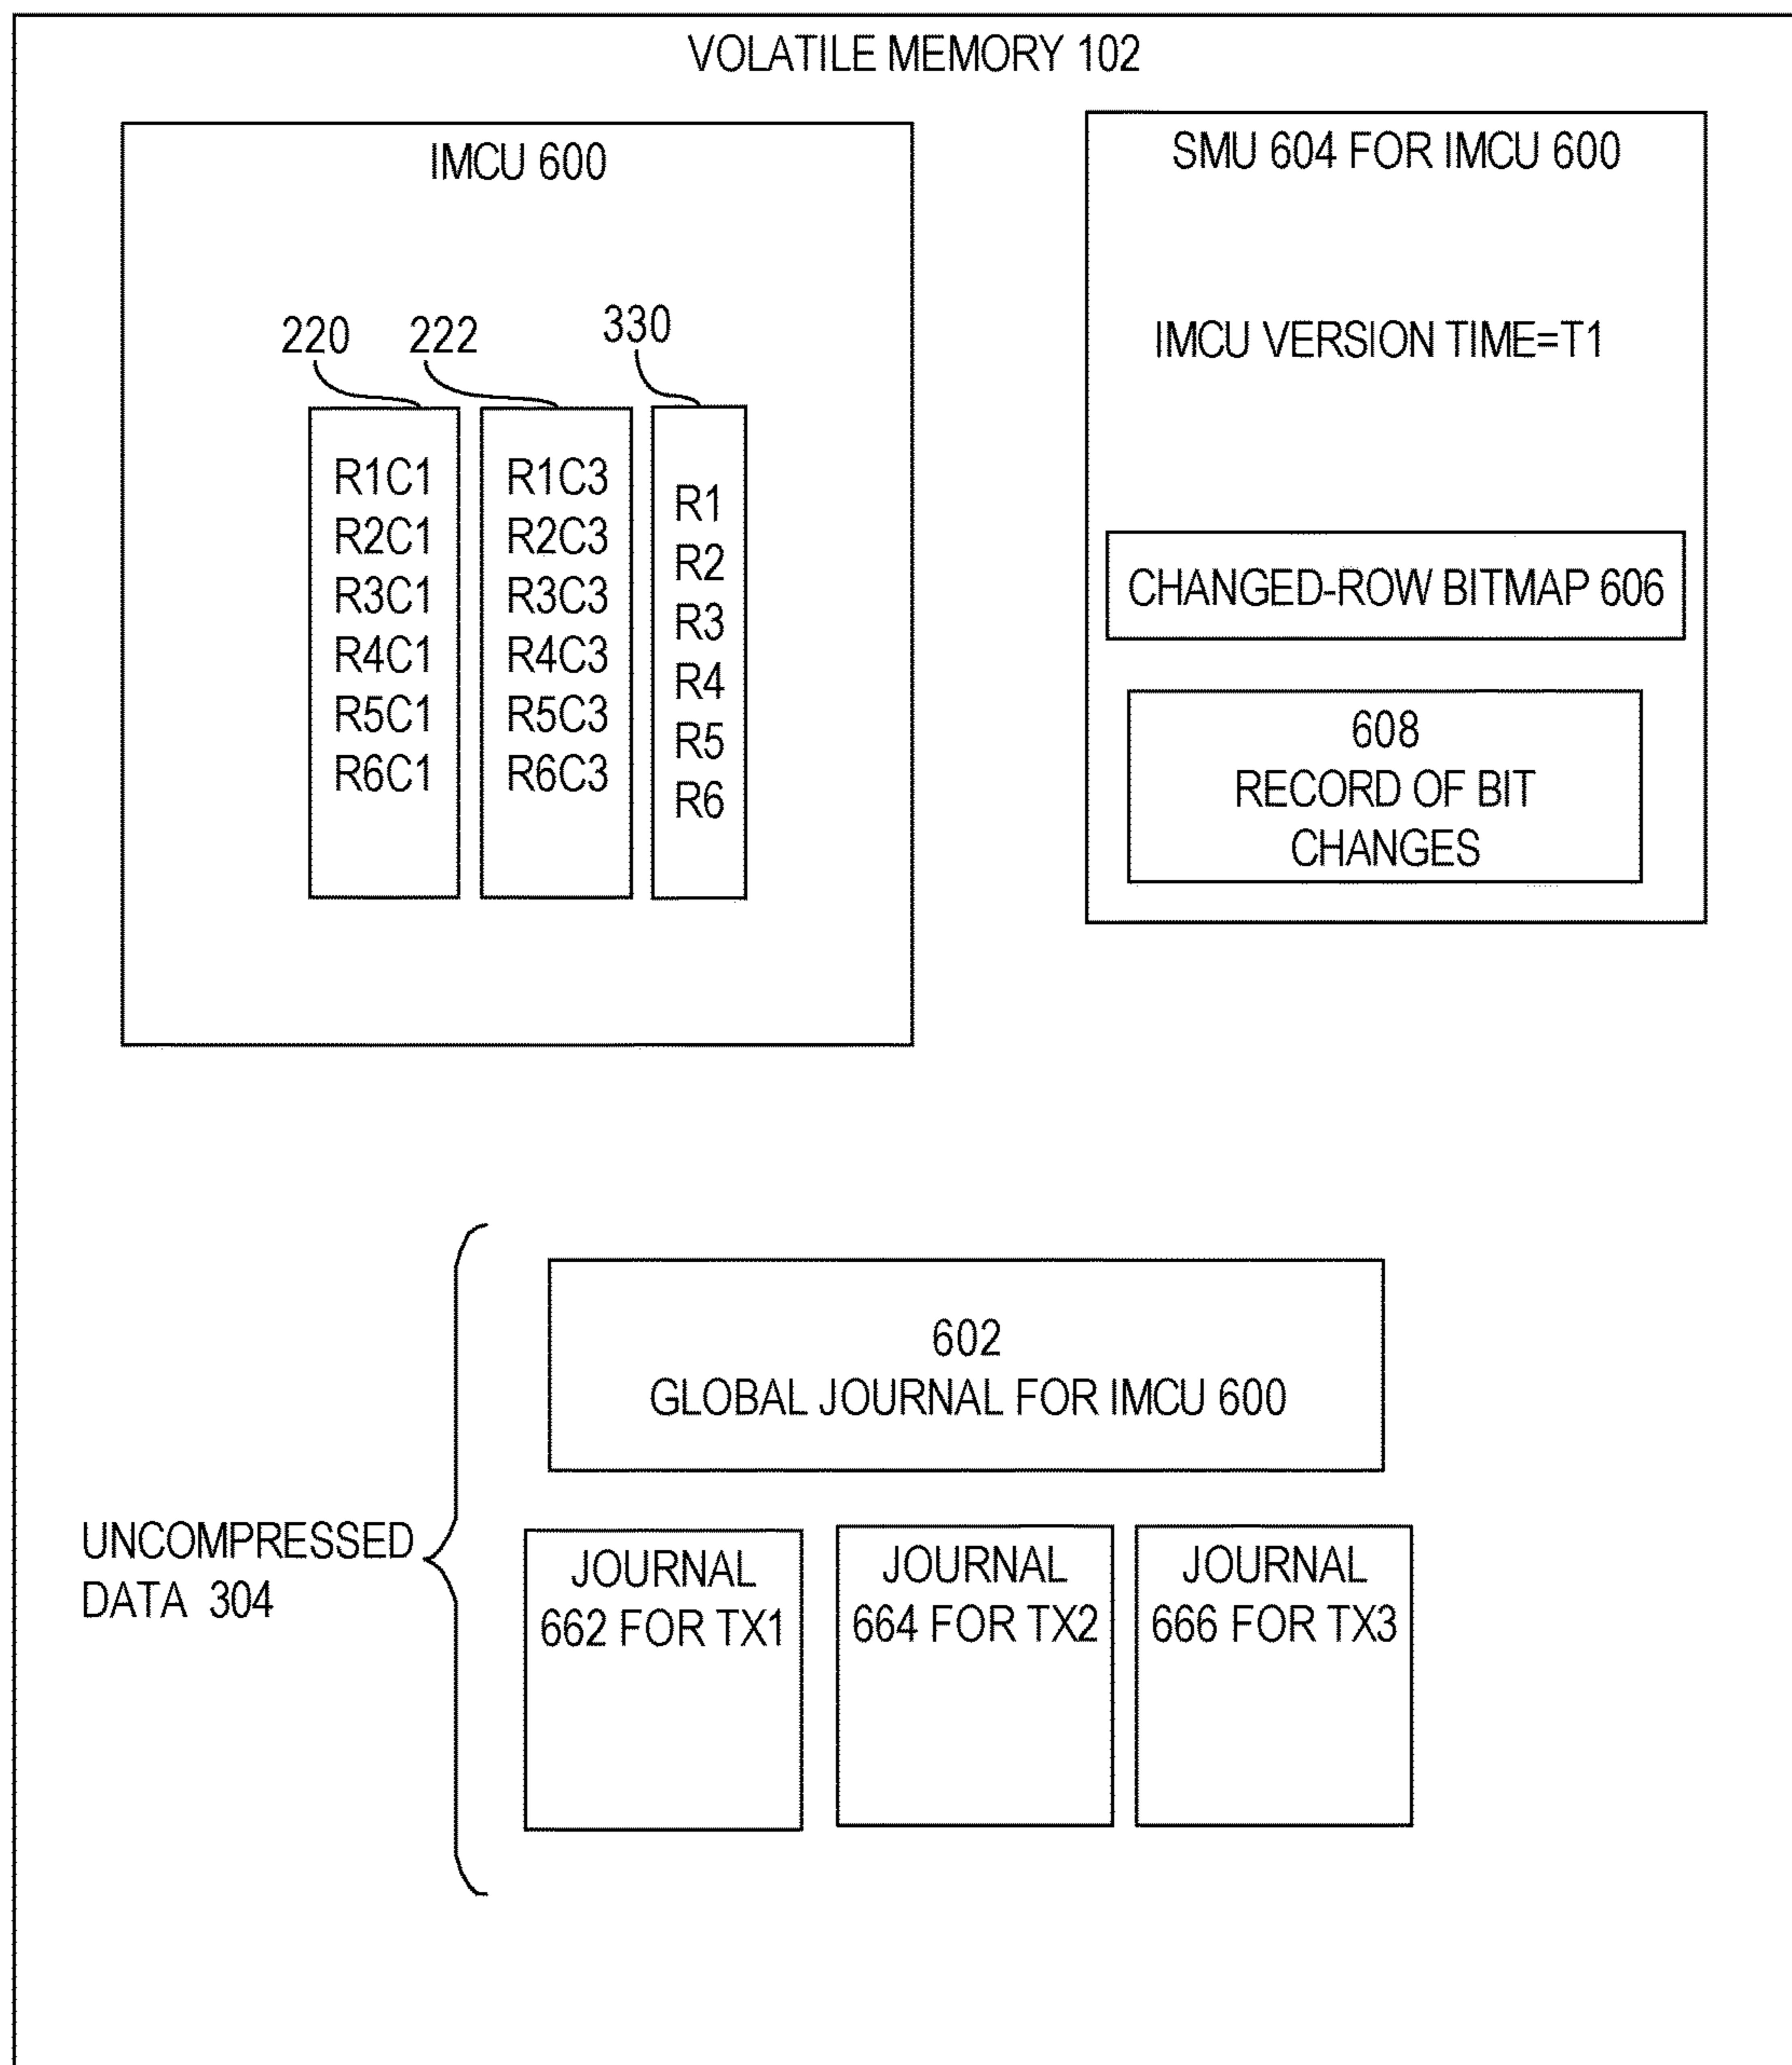 VOLATILE MEMORY 102
IMCU 600
220
222
330
R1C1
R2C1
R3C1
R4C1
R5C1
R6C1
R1C3
R2C3
R3C3
R4C3
R5C3
R6C3
R1
R2
R3
R4
R5
R6
SMU 604 FOR IMCU 600
IMCU VERSION TIME=T1
CHANGED-ROW BITMAP 606
608
RECORD OF BIT
CHANGES
UNCOMPRESSED
DATA 304
602
GLOBAL JOURNAL FOR IMCU 600
JOURNAL
662 FOR TX1
JOURNAL
664 FOR TX2
JOURNAL
666 FOR TX3